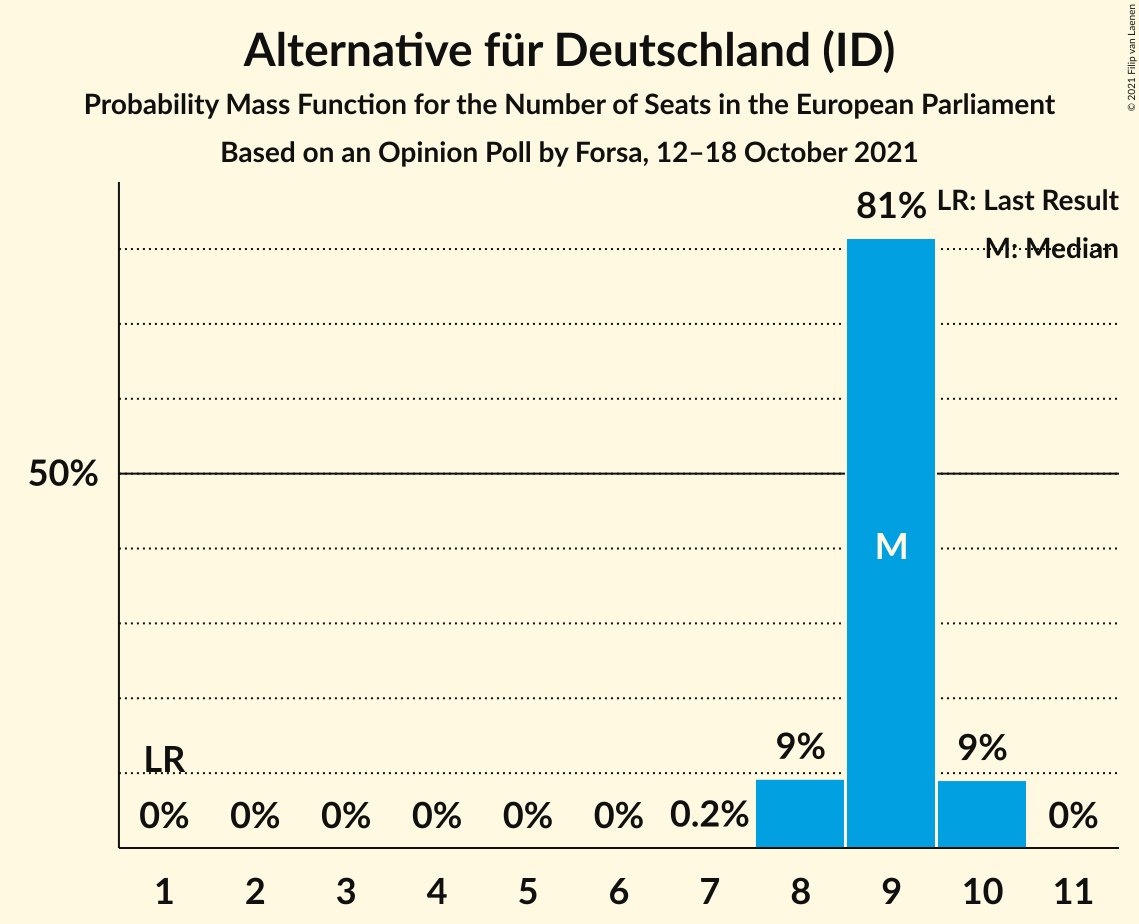 Alternative für Deutschland (ID)
Probability Mass Function for the Number of Seats in the European Parliament
Based on an Opinion Poll by Forsa, 12–18 October 2021
© 2021 Filip van Laenen
81%
LR: Last Result
M: Median
50%
M
LR
9%
9%
0%
0%
0%
0%
0%
0%
0.2%
0%
1
2
3
4
5
6
7
8
9
10
11